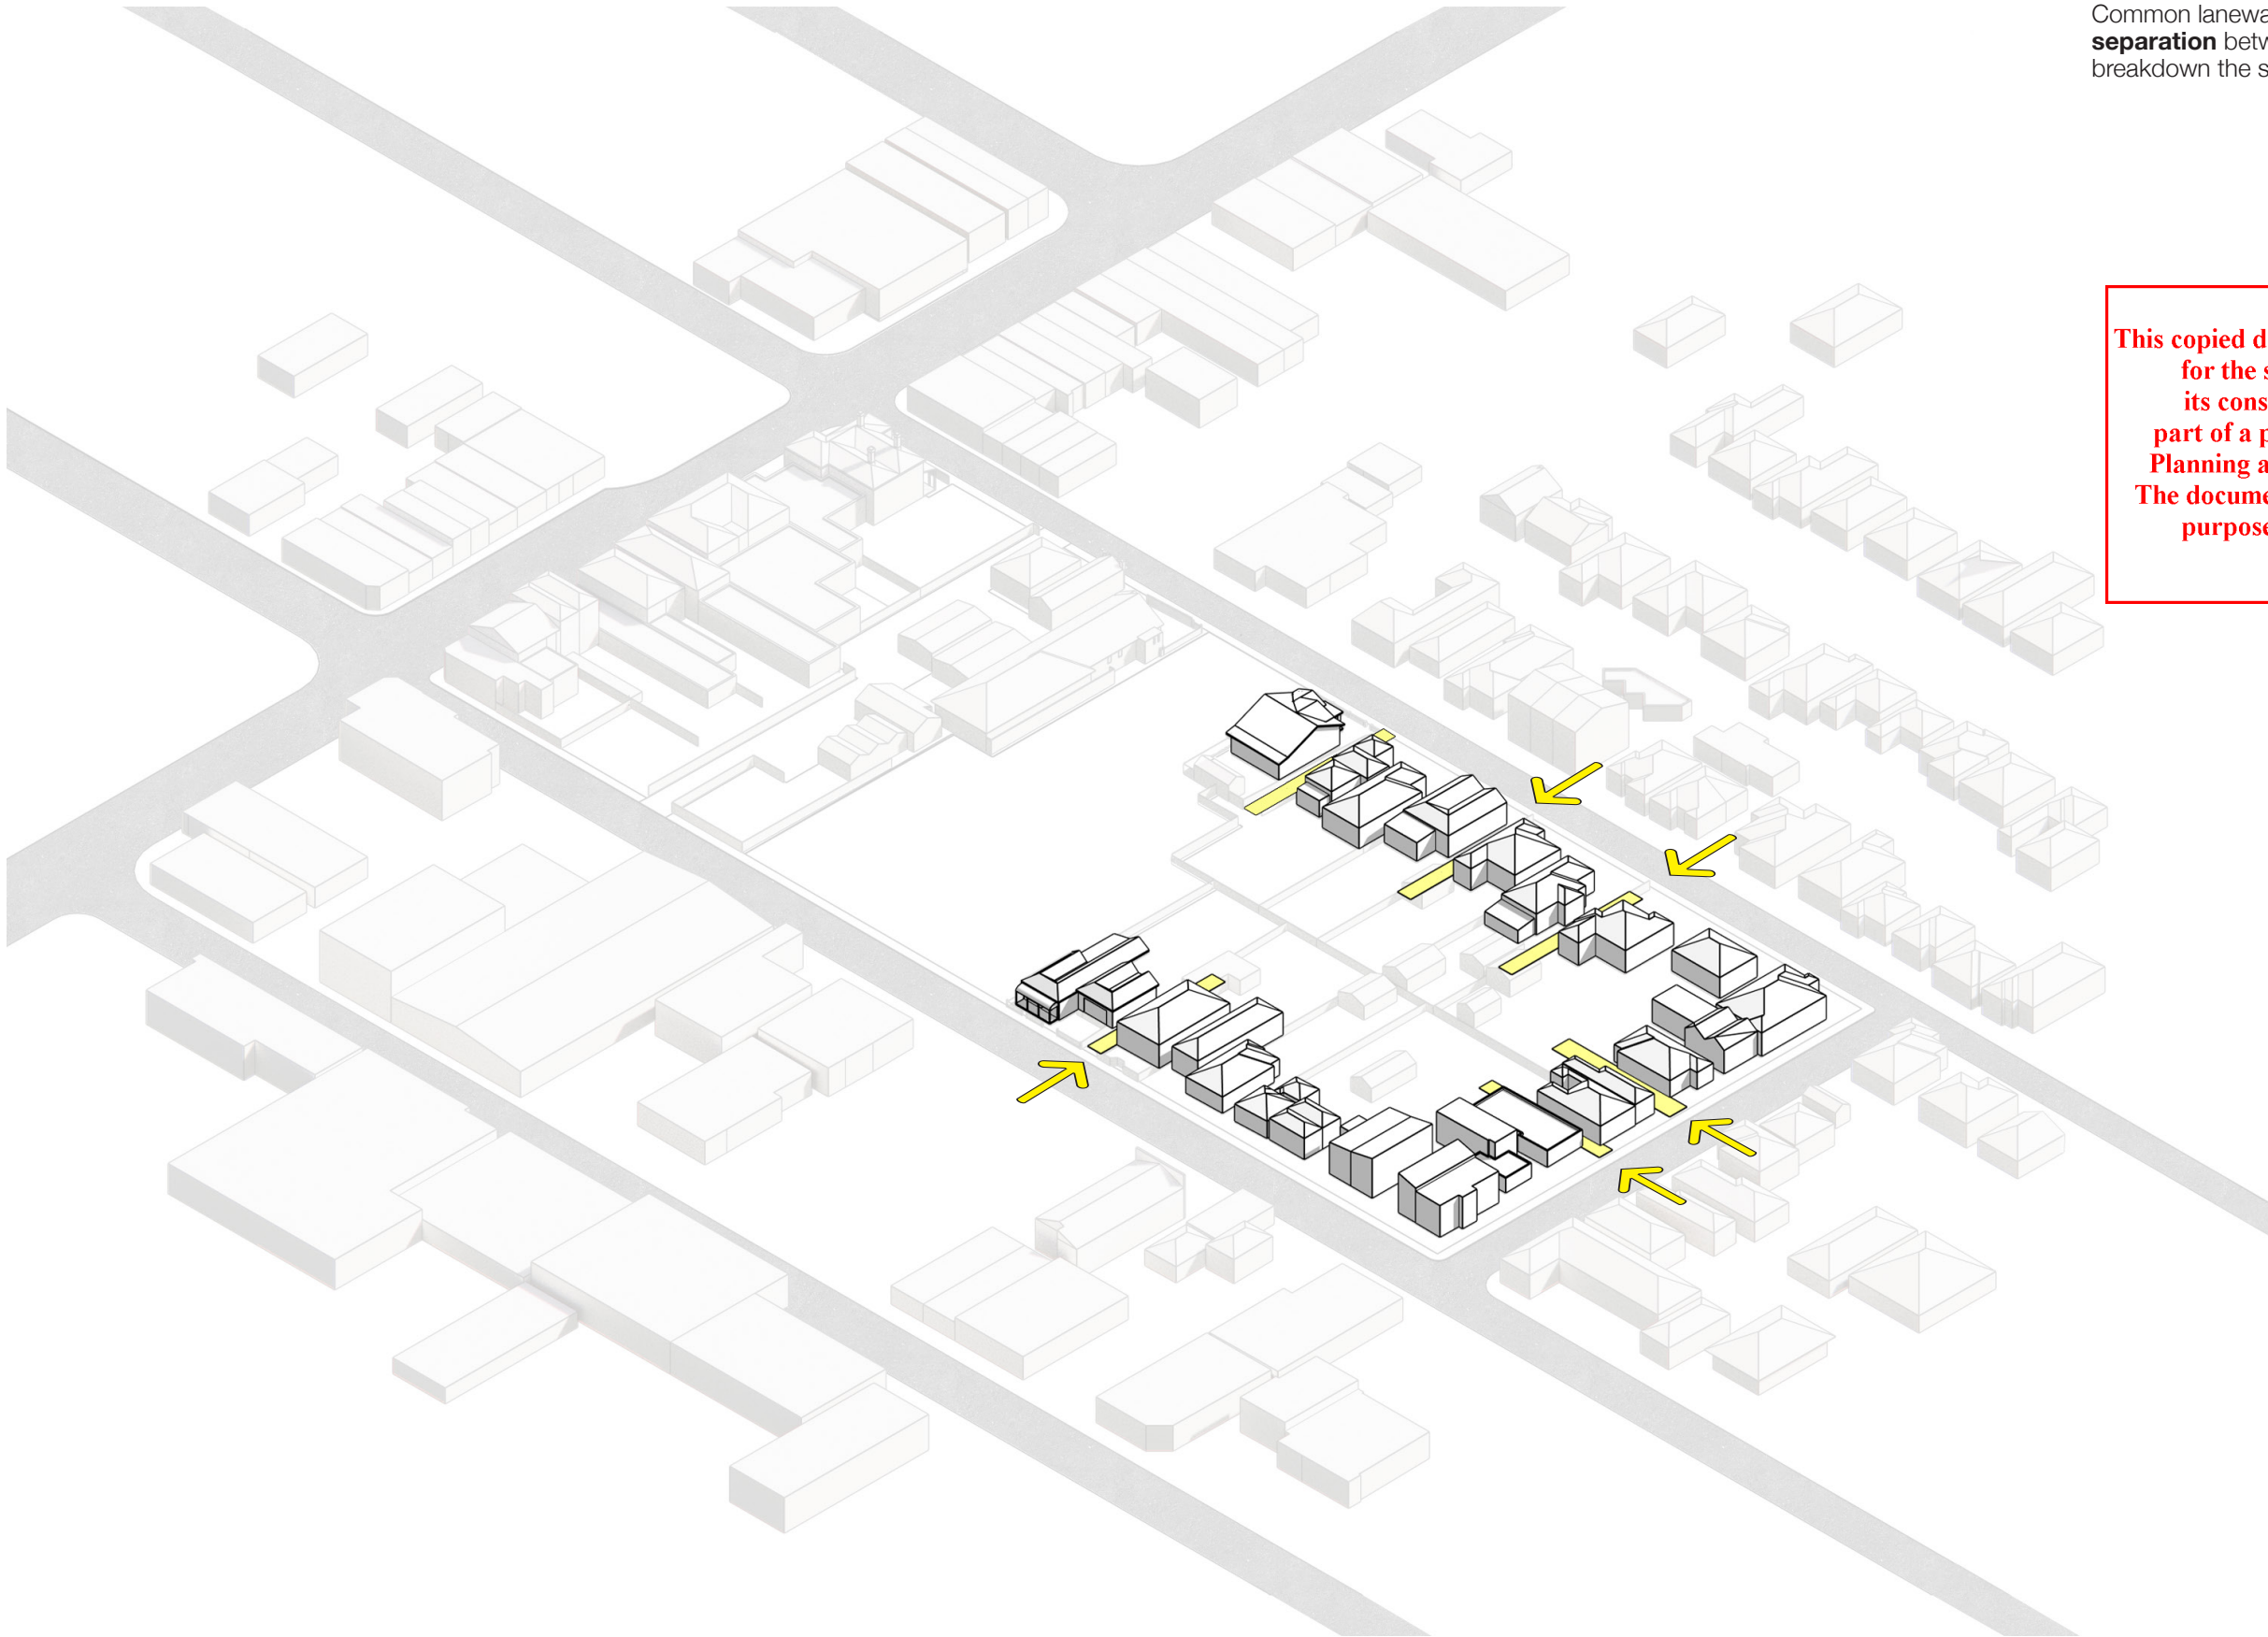 Common lanewa
separation betw
breakdown the s
This copied d
for the s
its cons
part of a p
Planning a
The docume
purpose